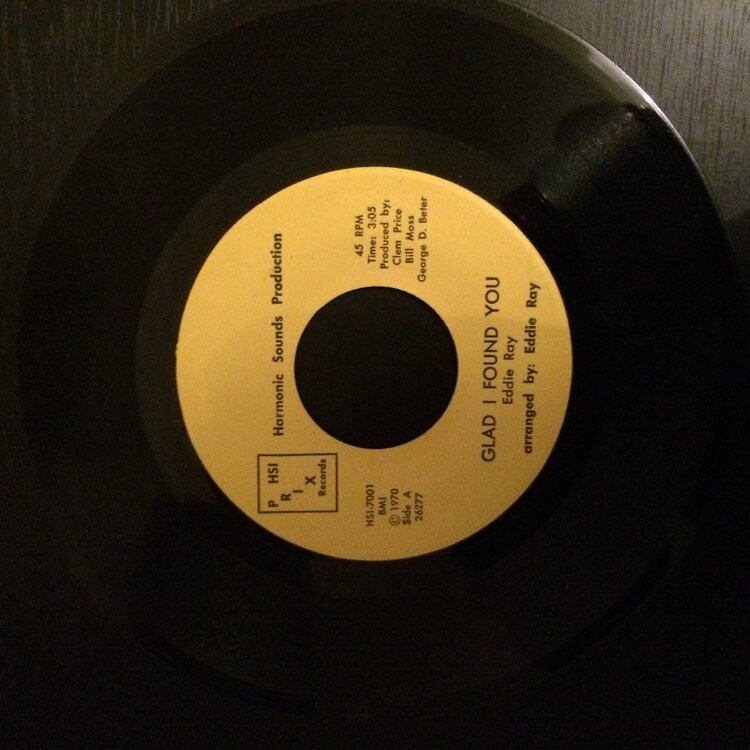 Harmonic Sounds Production
P HSI
R
I
X
Records
HSI-7001
BMI
© 1970
Side A
26277
45 RPM
Time: 3:05
Produced by:
Clem Price
Bill Moss
George D. Beter
GLAD I FOUND YOU
Eddie Ray
arranged by: Eddie Ray